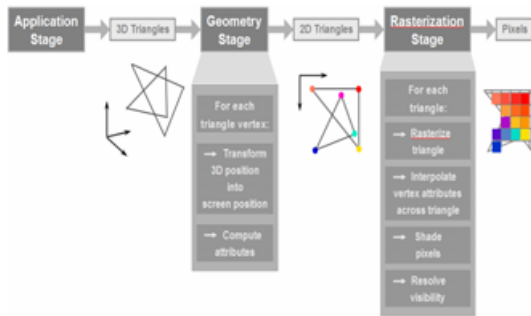 Application
Stage
3D Triangles
Geometry
Stage
2D Triangles
Rasterization
Stage
Pixels
For each
triangle vertex:
→ Transform
3D position
into
screen position
→ Compute
attributes
For each
triangle:
→ Rasterize
triangle
→ Interpolate
vertex attributes
across triangle
→ Shade
pixels
→ Resolve
visibility